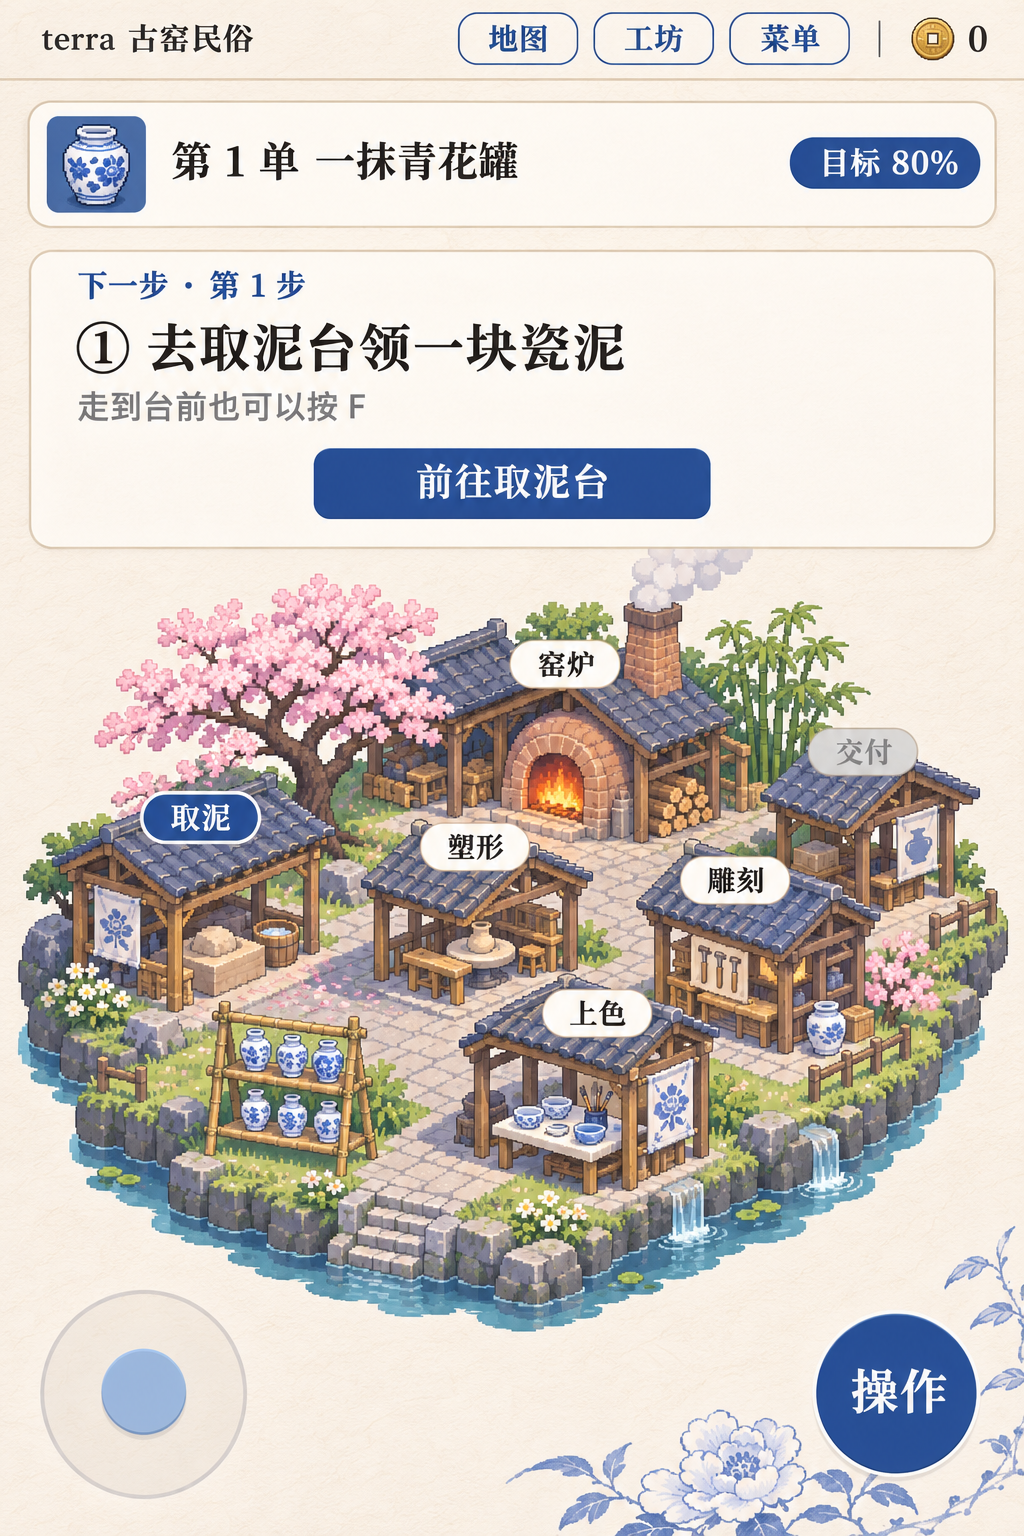 terra 古窑民俗
地图
工坊
菜单
0
第 1 单 一抹青花罐
目标 80%
下一步 · 第 1 步
① 去取泥台领一块瓷泥
走到台前也可以按 F
前往取泥台
窑炉
交付
取泥
塑形
雕刻
上色
操作